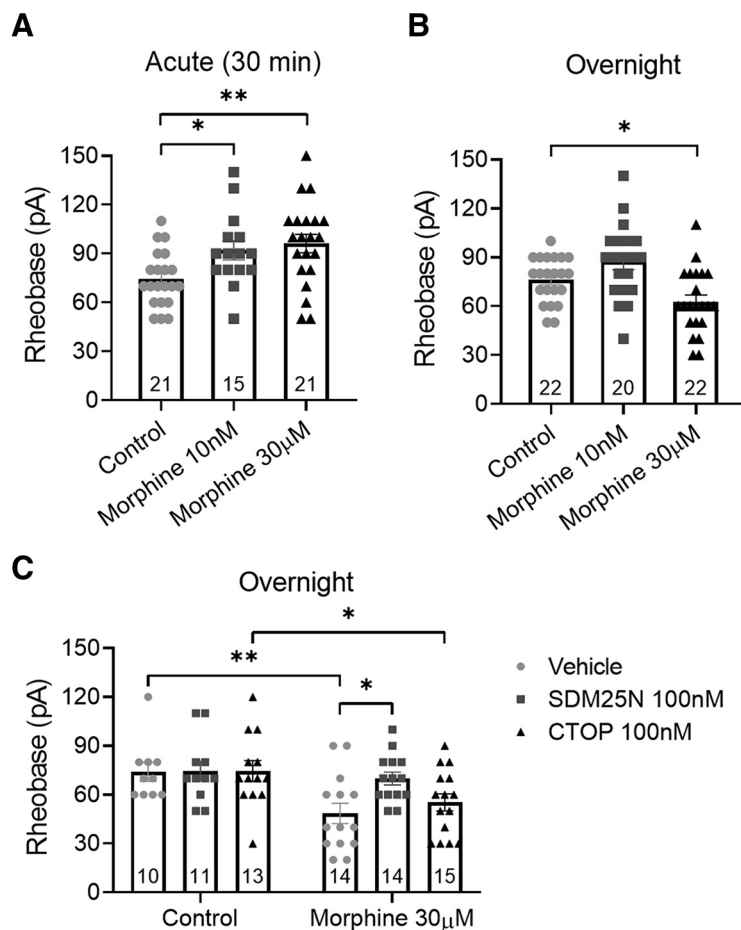 A
Acute (30 min)
**
*
150
120
90
60
30
0
Rheobase (pA)
21
15
21
Control
Morphine 10nM
Morphine 30μM
B
Overnight
*
150
120
90
60
30
0
Rheobase (pA)
22
20
22
Control
Morphine 10nM
Morphine 30μM
C
Overnight
*
**
*
150
120
90
60
30
0
Rheobase (pA)
10
11
13
14
14
15
Control
Morphine 30μM
Vehicle
SDM25N 100nM
CTOP 100nM